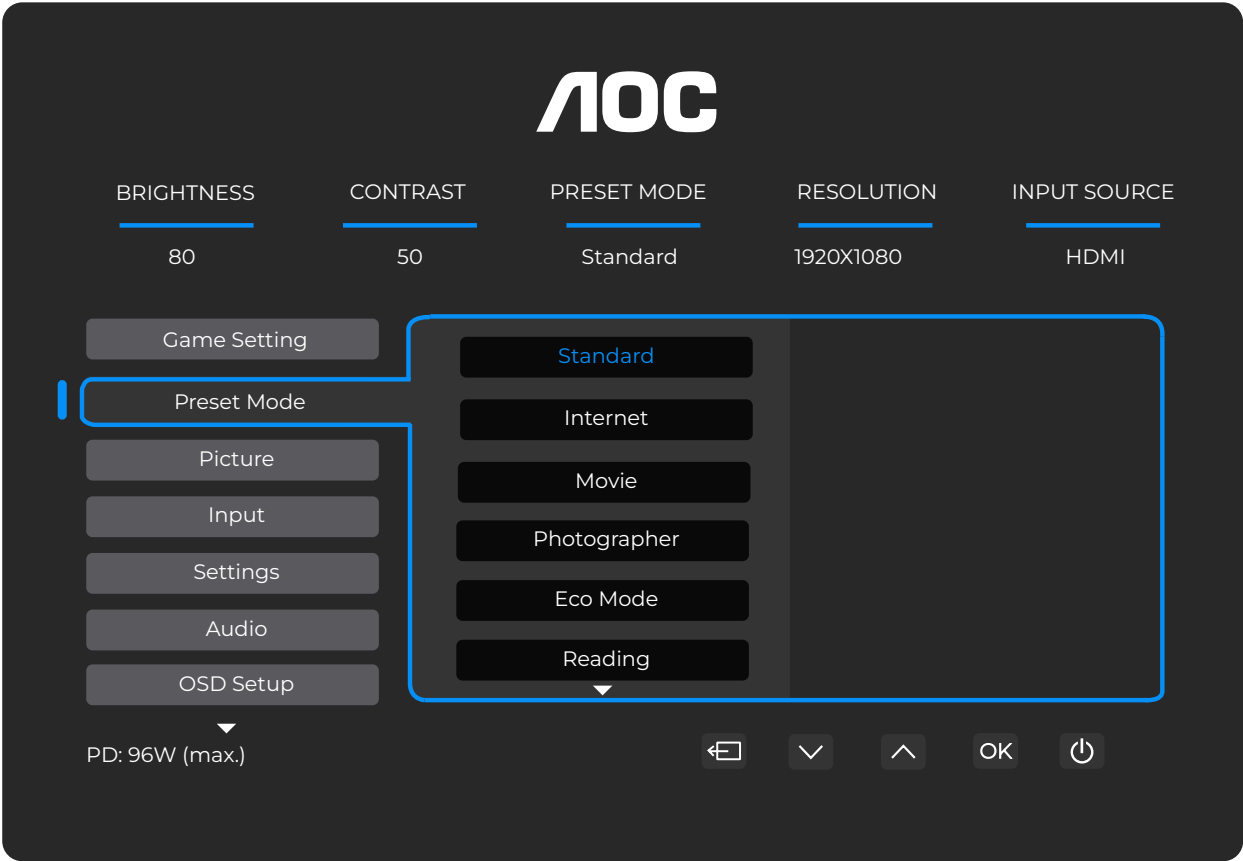 AOC
BRIGHTNESS CONTRAST PRESET MODE RESOLUTION INPUT SOURCE
80 50 Standard 1920X1080 HDMI
Game Setting
Preset Mode
Picture
Input
Settings
Audio
OSD Setup
Standard
Internet
Movie
Photographer
Eco Mode
Reading
PD: 96W (max.)
OK